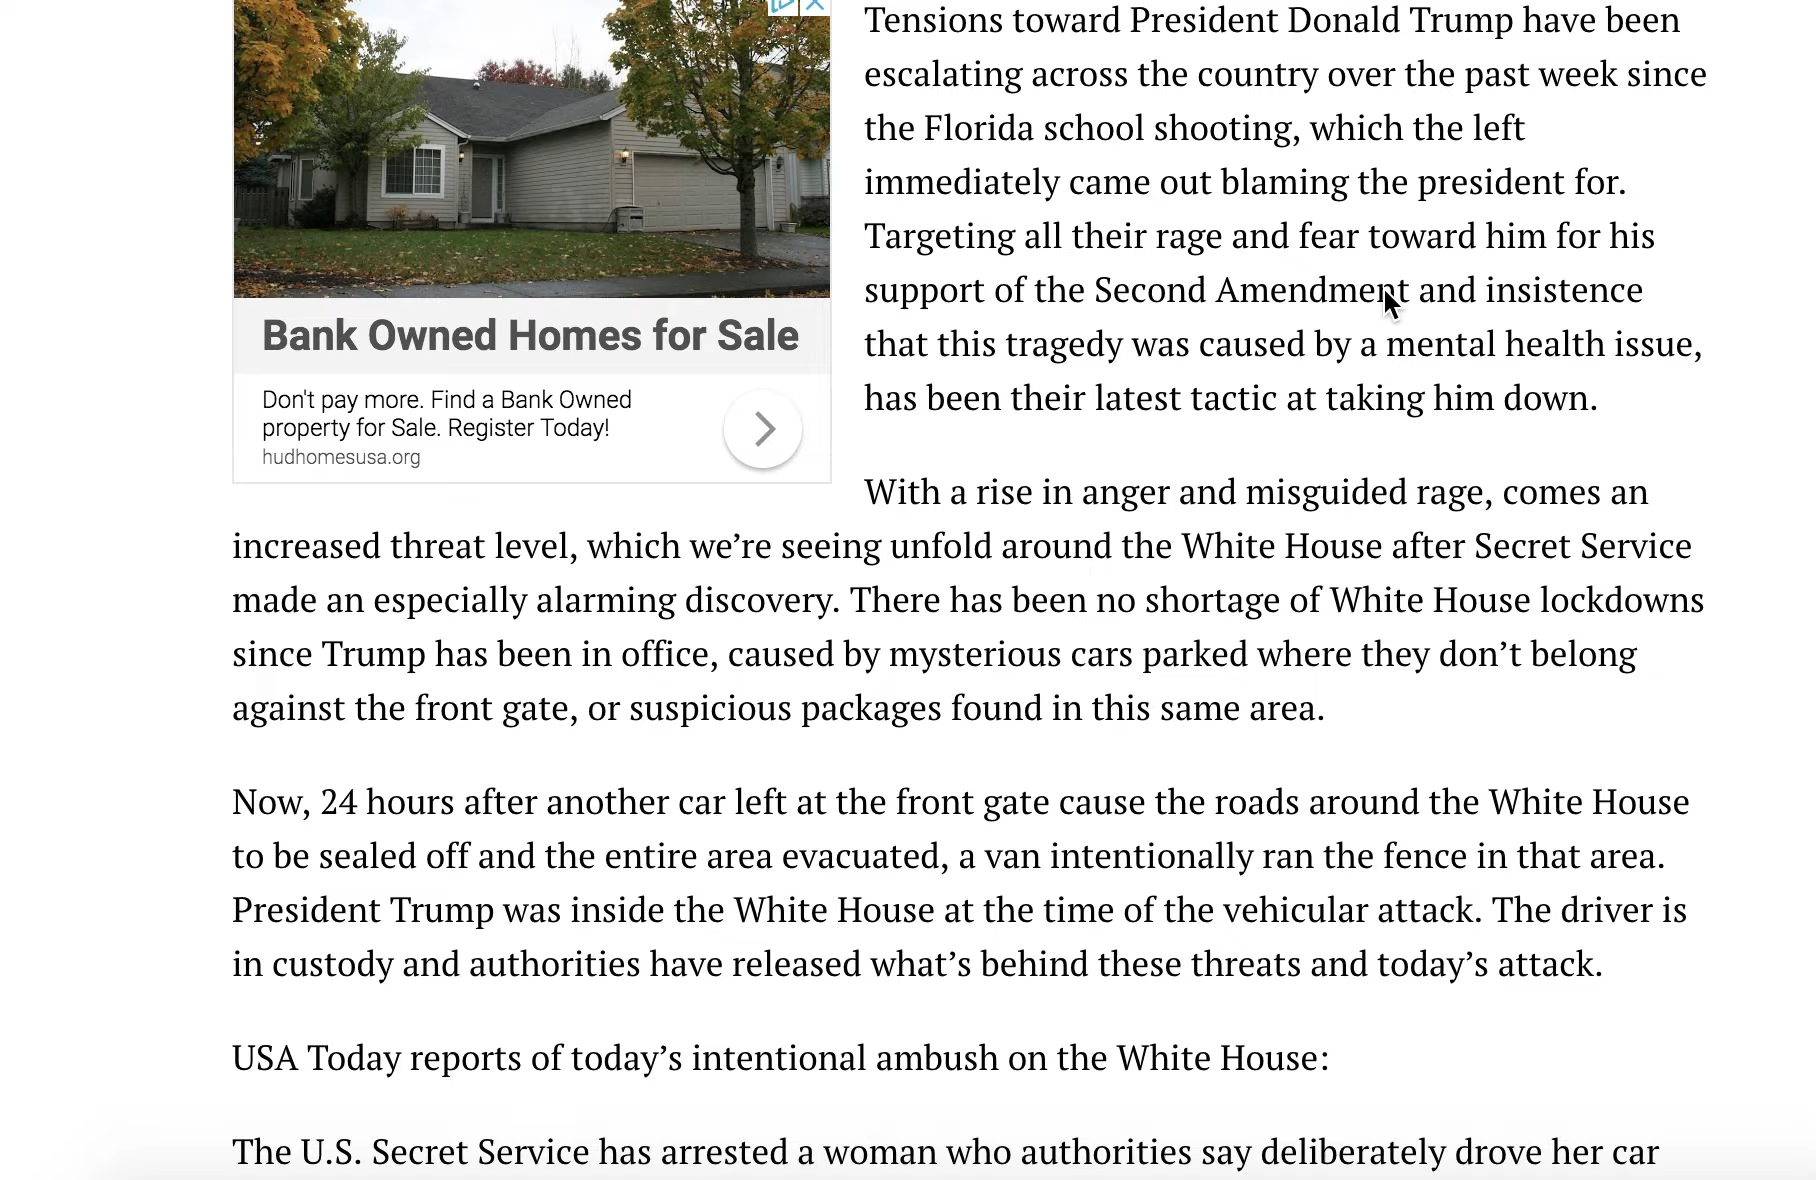 Tensions toward President Donald Trump have been
escalating across the country over the past week since
the Florida school shooting, which the left
immediately came out blaming the president for.
Targeting all their rage and fear toward him for his
support of the Second Amendment and insistence
that this tragedy was caused by a mental health issue,
has been their latest tactic at taking him down.
Bank Owned Homes for Sale
Don't pay more. Find a Bank Owned
property for Sale. Register Today!
hudhomesusa.org
With a rise in anger and misguided rage, comes an
increased threat level, which we’re seeing unfold around the White House after Secret Service
made an especially alarming discovery. There has been no shortage of White House lockdowns
since Trump has been in office, caused by mysterious cars parked where they don’t belong
against the front gate, or suspicious packages found in this same area.
Now, 24 hours after another car left at the front gate cause the roads around the White House
to be sealed off and the entire area evacuated, a van intentionally ran the fence in that area.
President Trump was inside the White House at the time of the vehicular attack. The driver is
in custody and authorities have released what’s behind these threats and today’s attack.
USA Today reports of today’s intentional ambush on the White House:
The U.S. Secret Service has arrested a woman who authorities say deliberately drove her car